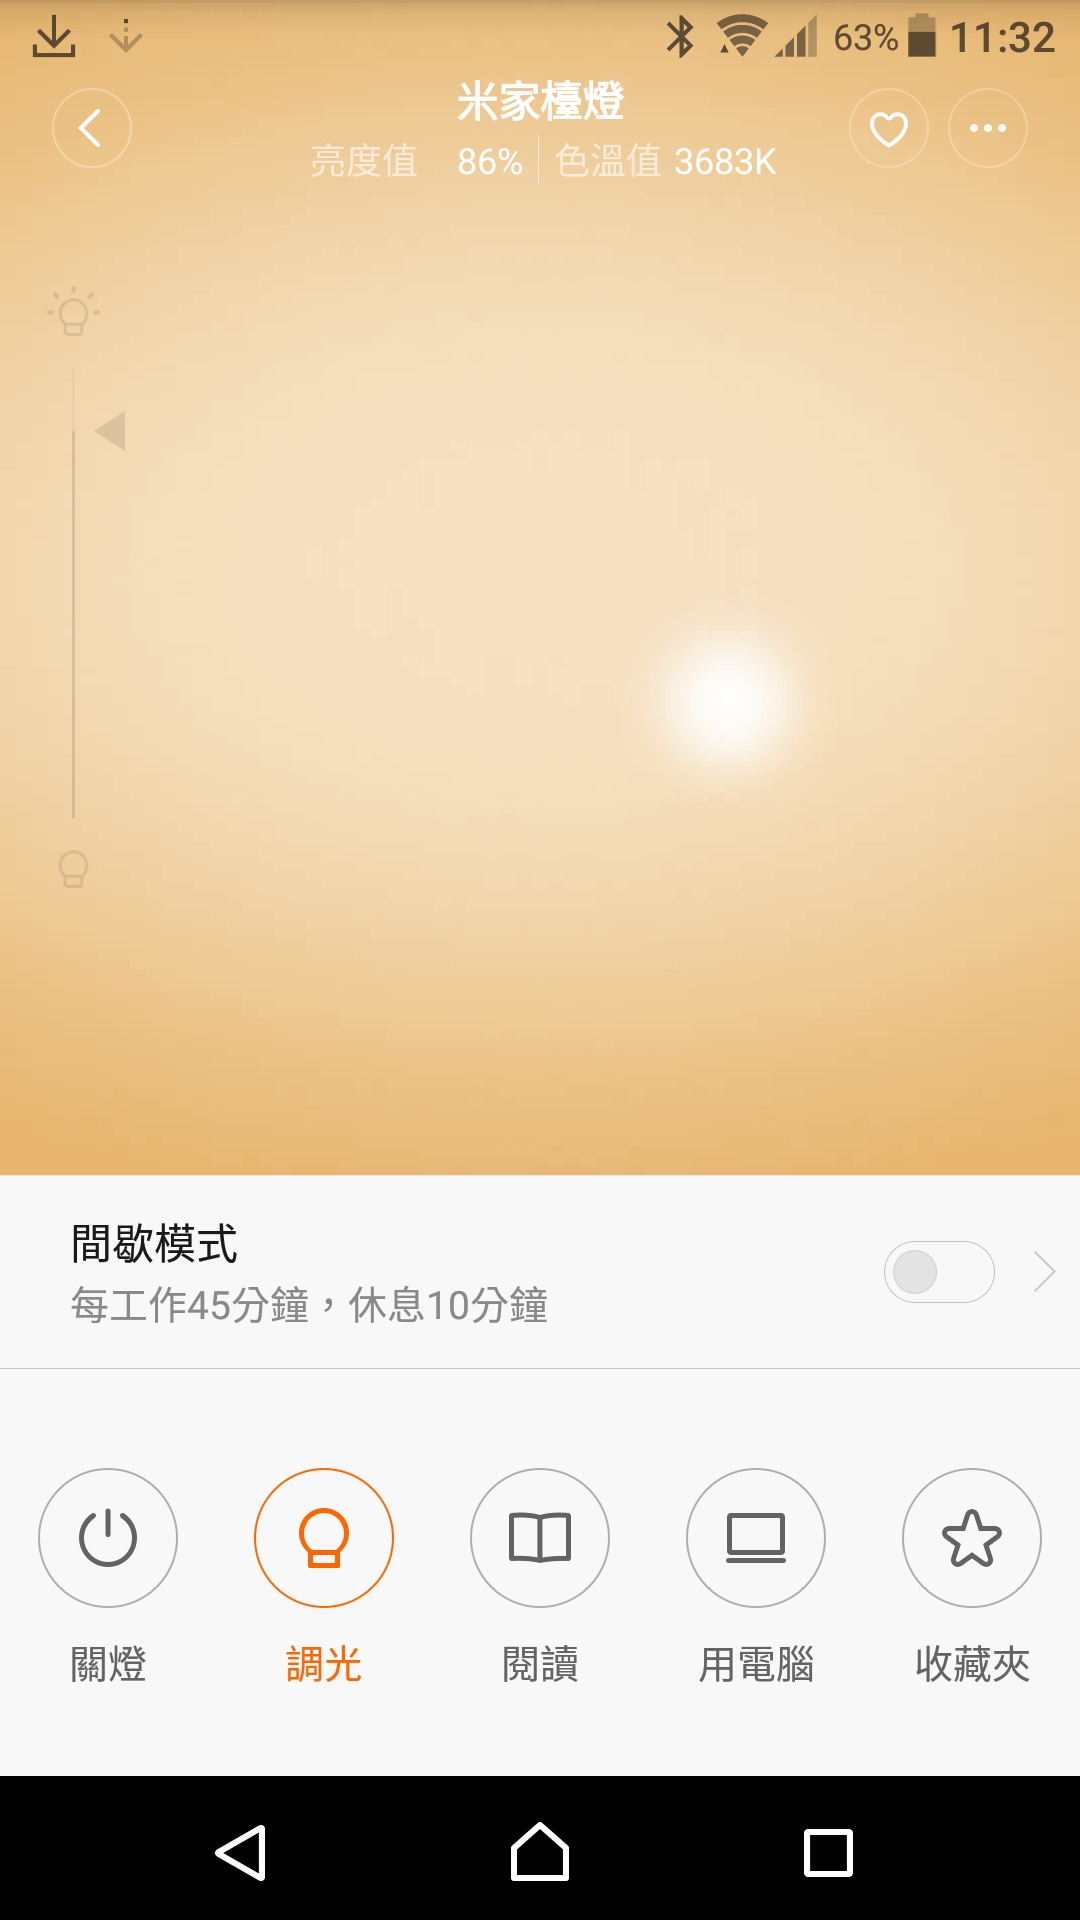 63% 11:32
米家檯燈
亮度值 86% 色溫值 3683K
間歇模式
每工作45分鐘，休息10分鐘
關燈 調光 閱讀 用電腦 收藏夾